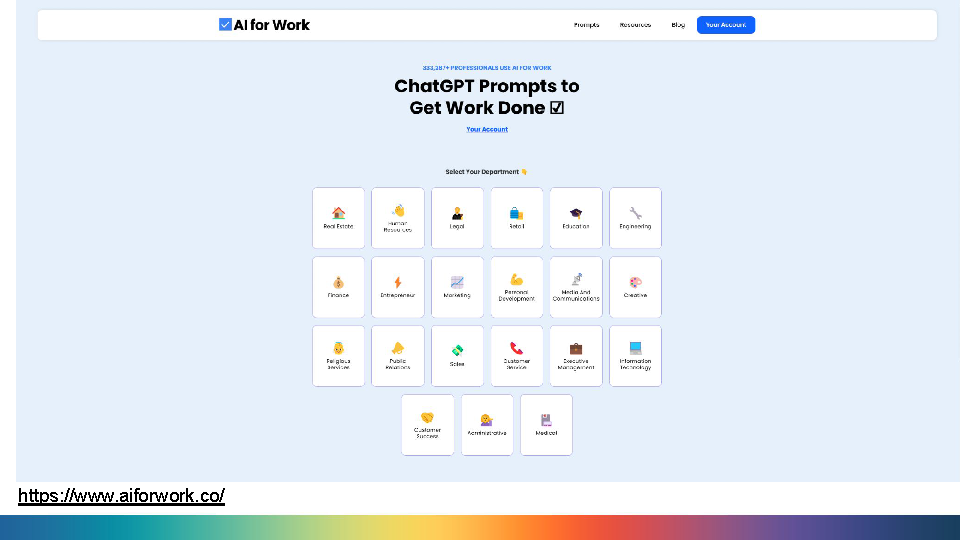 AI for Work
Prompts
Resources
Blog
Your Account
333,287+ PROFESSIONALS USE AI FOR WORK
ChatGPT Prompts to
Get Work Done ☑
Your Account
Select Your Department 👇
Real Estate
Human
Resources
Legal
Retail
Education
Engineering
Finance
Entrepreneur
Marketing
Personal
Development
Media And
Communications
Creative
Religious
Services
Public
Relations
Sales
Customer
Service
Executive
Management
Information
Technology
Customer
Success
Administrative
Medical
https://www.aiforwork.co/